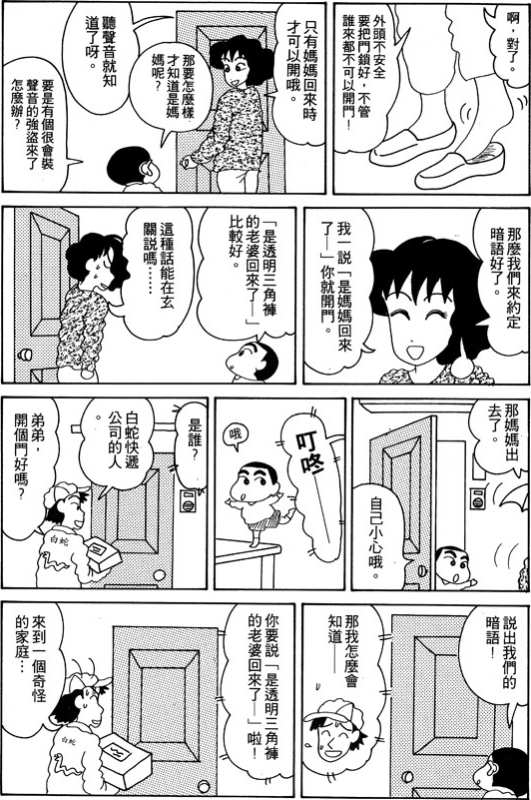 啊，對了。
外頭不安全
要把門鎖好，不管
誰來都不可以開門！
只有媽媽回來時
才可以開哦。
那要怎麼樣
才知道是媽
媽呢？
聽聲音就知
道了呀。
要是有個很會裝
聲音的強盜來了
怎麼辦？
那麼我們來約定
暗語好了。
我一說「是媽媽回來
了—」你就開門。
「是透明三角褲
的老婆回來了—」
比較好。
這種話能在玄
關說嗎……
那媽媽出
去了。
自己小心哦。
叮咚——
哦
是誰？
白蛇快遞
公司的人
。
弟弟，
開個門好嗎？
白蛇
說出我們的
暗語！
那我怎麼會
知道——
你要說「是透明三角褲
的老婆回來了—」啦！
來到一個奇怪
的家庭…
白蛇